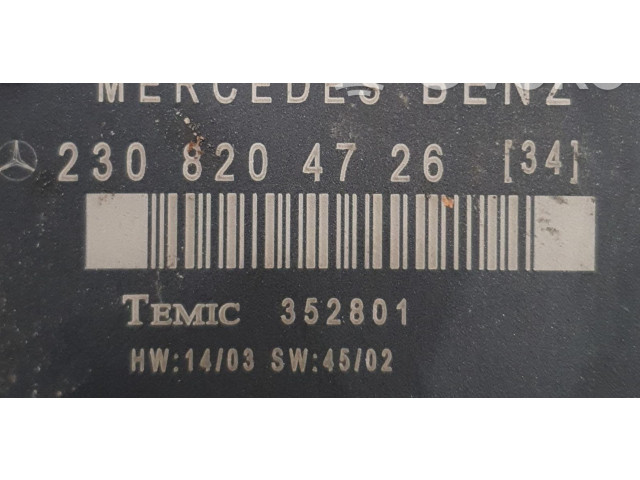 MERCEDES BENZ
230 820 47 26 [34]
TEMIC 352801
HW:14/03 SW:45/02